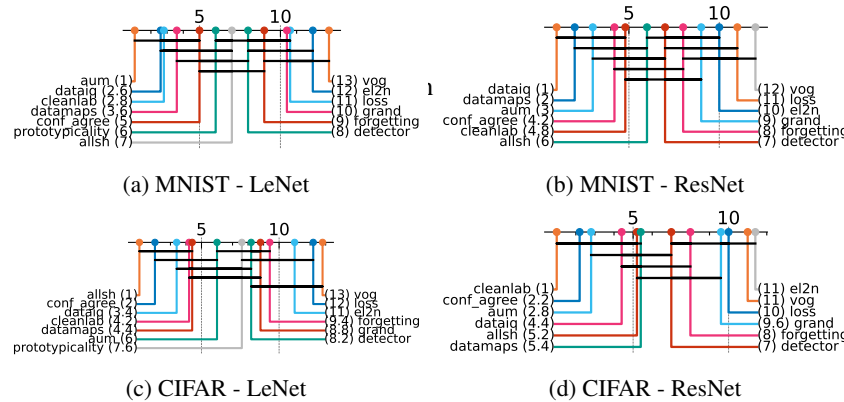 5 10
aum (1) (13) vog
dataiq (2.6) (12) el2n
cleanlab (2.8) (11) loss
datamaps (3.6) (10) grand
conf_agree (5) (9) forgetting
prototypicality (6) (8) detector
allsh (7)
(a) MNIST - LeNet
5 10
dataiq (1) (12) vog
datamaps (2) (11) loss
aum (3) (10) el2n
conf_agree (4.2) (9) grand
cleanlab (4.8) (8) forgetting
allsh (6) (7) detector
(b) MNIST - ResNet
5 10
allsh (1) (13) vog
conf_agree (2) (12) loss
dataiq (3.4) (11) el2n
cleanlab (4.2) (9.4) forgetting
datamaps (4.4) (8.8) grand
aum (6) (8.2) detector
prototypicality (7.6)
(c) CIFAR - LeNet
5 10
cleanlab (1) (11) el2n
conf_agree (2.2) (11) vog
aum (2.8) (10) loss
dataiq (4.4) (9.6) grand
allsh (5.2) (8) forgetting
datamaps (5.4) (7) detector
(d) CIFAR - ResNet